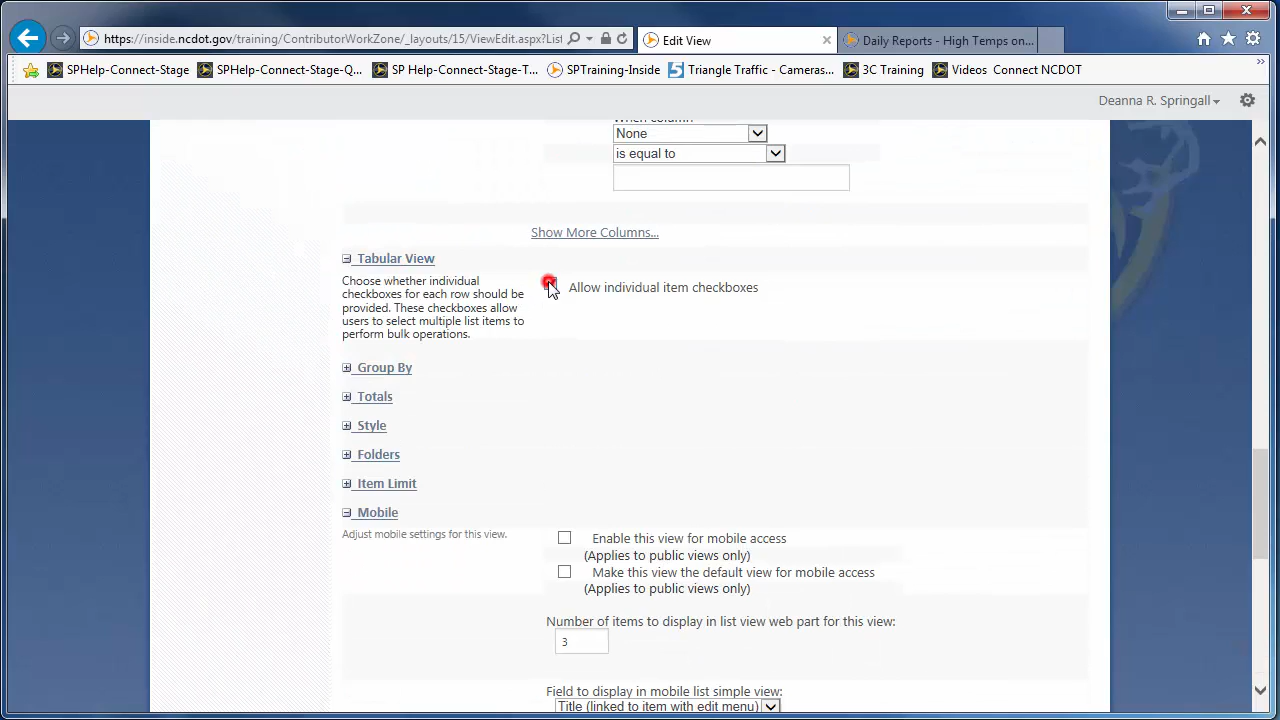 https://inside.ncdot.gov/training/ContributorWorkZone/_layouts/15/ViewEdit.aspx?List
Edit View
Daily Reports - High Temps on...
SPHelp-Connect-Stage
SPHelp-Connect-Stage-Q...
SP Help-Connect-Stage-T...
SPTraining-Inside
5 Triangle Traffic - Cameras...
3C Training
Videos Connect NCDOT
Deanna R. Springall
When column
None
is equal to
Show More Columns...
Tabular View
Choose whether individual
checkboxes for each row should be
provided. These checkboxes allow
users to select multiple list items to
perform bulk operations.
Allow individual item checkboxes
Group By
Totals
Style
Folders
Item Limit
Mobile
Adjust mobile settings for this view.
Enable this view for mobile access
(Applies to public views only)
Make this view the default view for mobile access
(Applies to public views only)
Number of items to display in list view web part for this view:
3
Field to display in mobile list simple view:
Title (linked to item with edit menu)